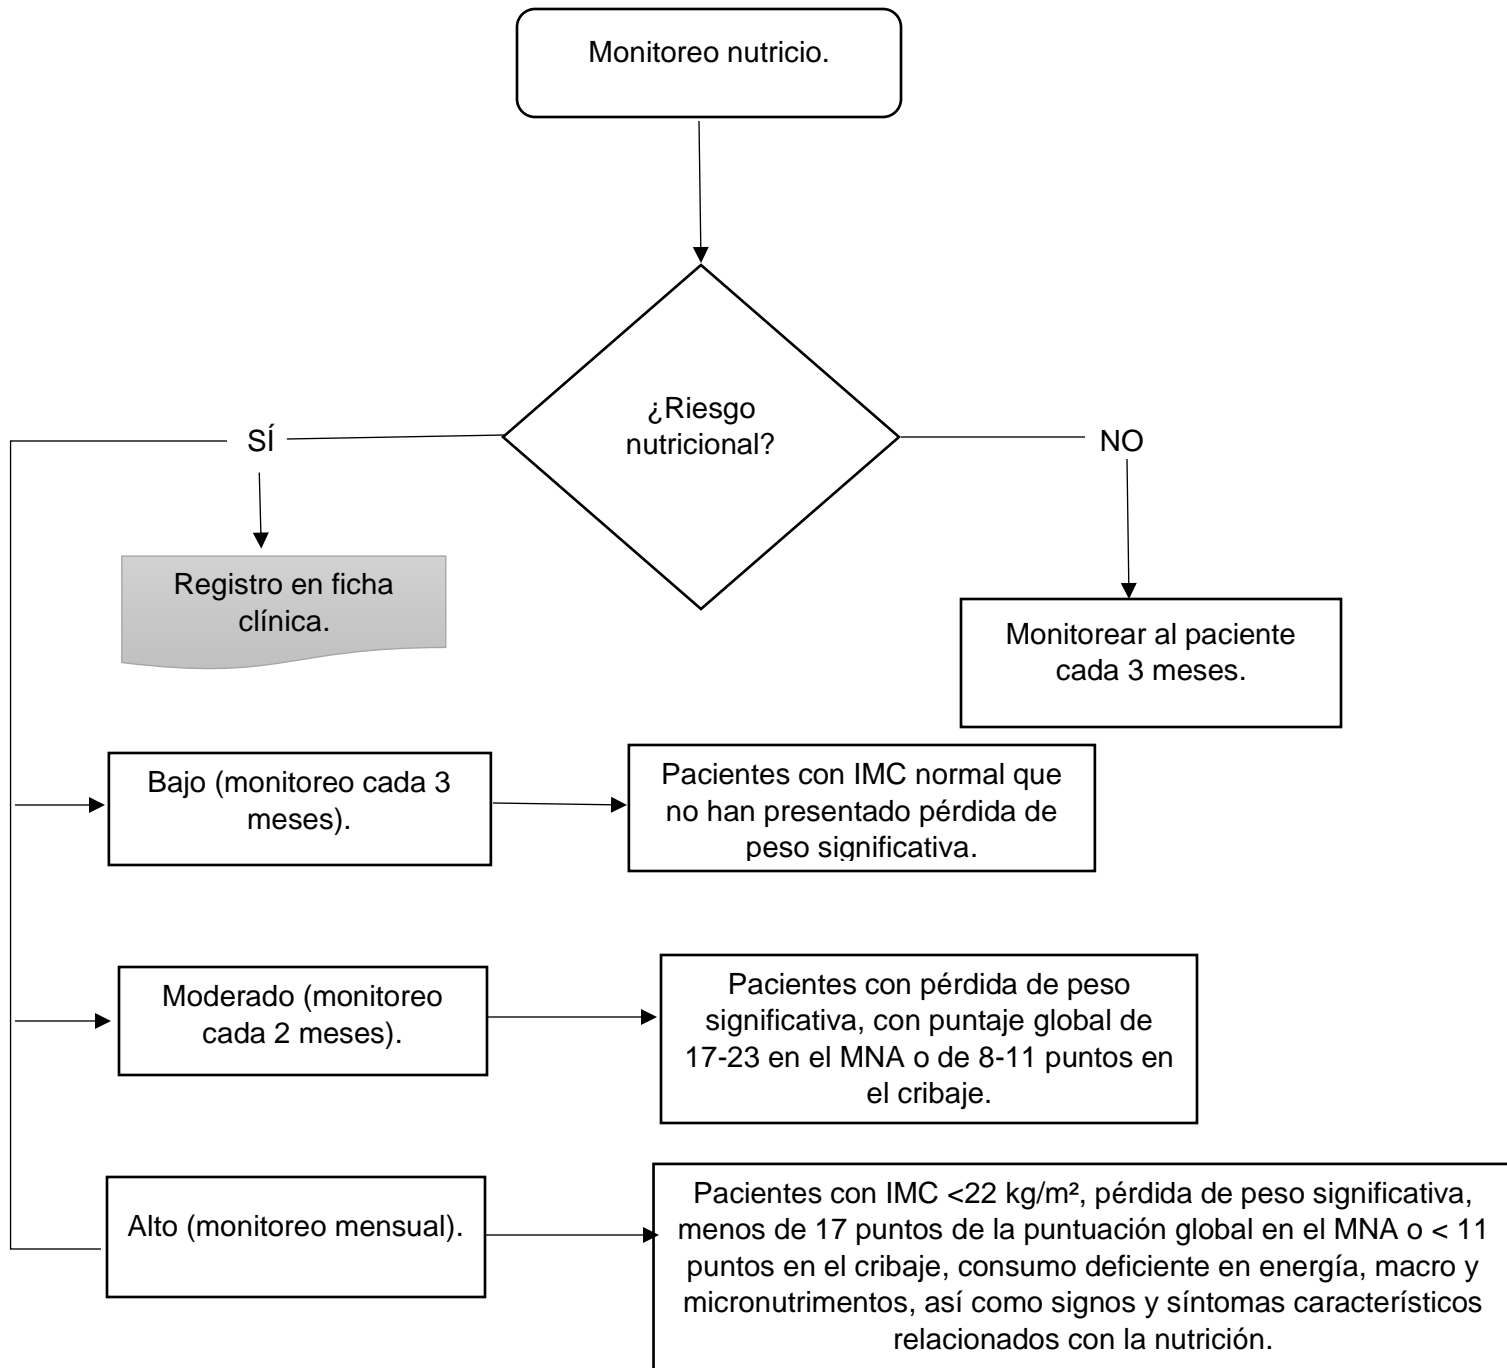 Monitoreo nutricio.
¿Riesgo
nutricional?
SÍ
NO
Registro en ficha
clínica.
Monitorear al paciente
cada 3 meses.
Bajo (monitoreo cada 3
meses).
Pacientes con IMC normal que
no han presentado pérdida de
peso significativa.
Moderado (monitoreo
cada 2 meses).
Pacientes con pérdida de peso
significativa, con puntaje global de
17-23 en el MNA o de 8-11 puntos en
el cribaje.
Alto (monitoreo mensual).
Pacientes con IMC <22 kg/m², pérdida de peso significativa,
menos de 17 puntos de la puntuación global en el MNA o < 11
puntos en el cribaje, consumo deficiente en energía, macro y
micronutrimentos, así como signos y síntomas característicos
relacionados con la nutrición.